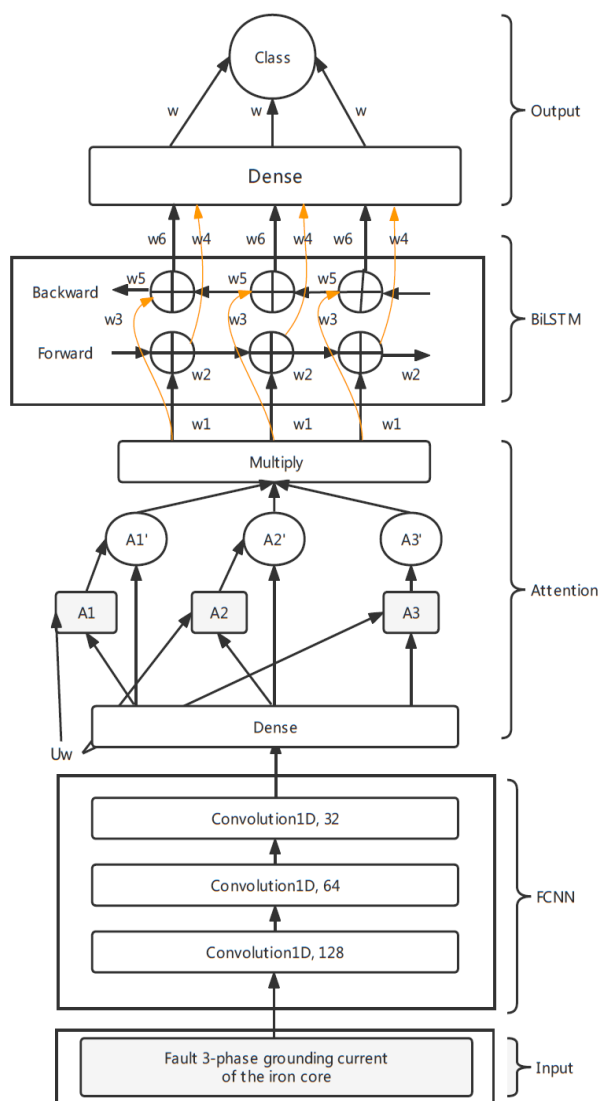 Class
w w w
Output
Dense
w6 w4 w6 w4 w6 w4
Backward w5 w5 w5
w3 w3 w3
BiLSTM
Forward
w2 w2 w2
w1 w1 w1
Multiply
A1' A2' A3'
A1 A2 A3
Attention
Dense
Uw
Convolution1D, 32
Convolution1D, 64
FCNN
Convolution1D, 128
Fault 3-phase grounding current
of the iron core
Input